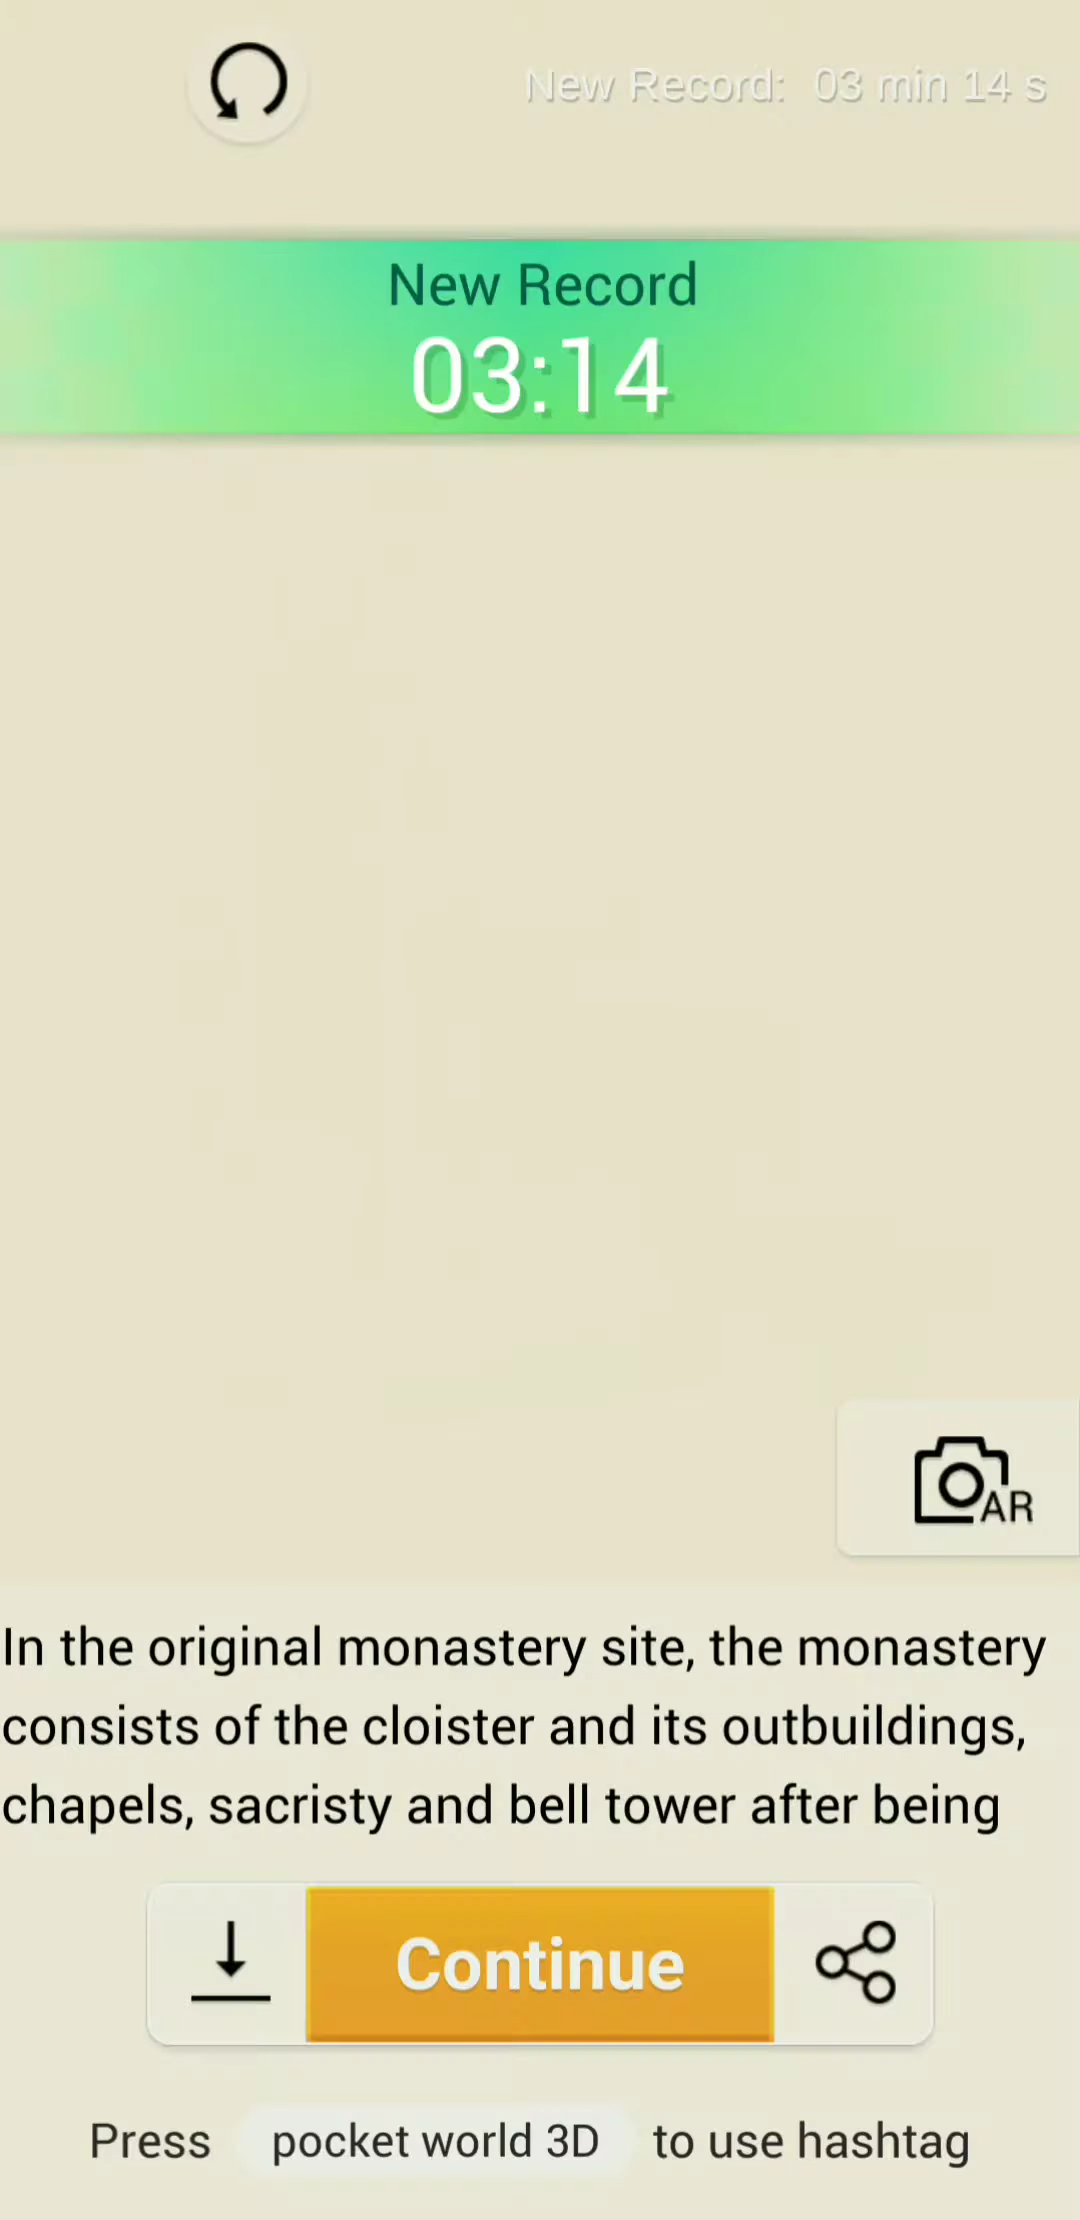 New Record: 03 min 14 s
New Record
03:14
AR
In the original monastery site, the monastery
consists of the cloister and its outbuildings,
chapels, sacristy and bell tower after being
Continue
Press pocket world 3D to use hashtag